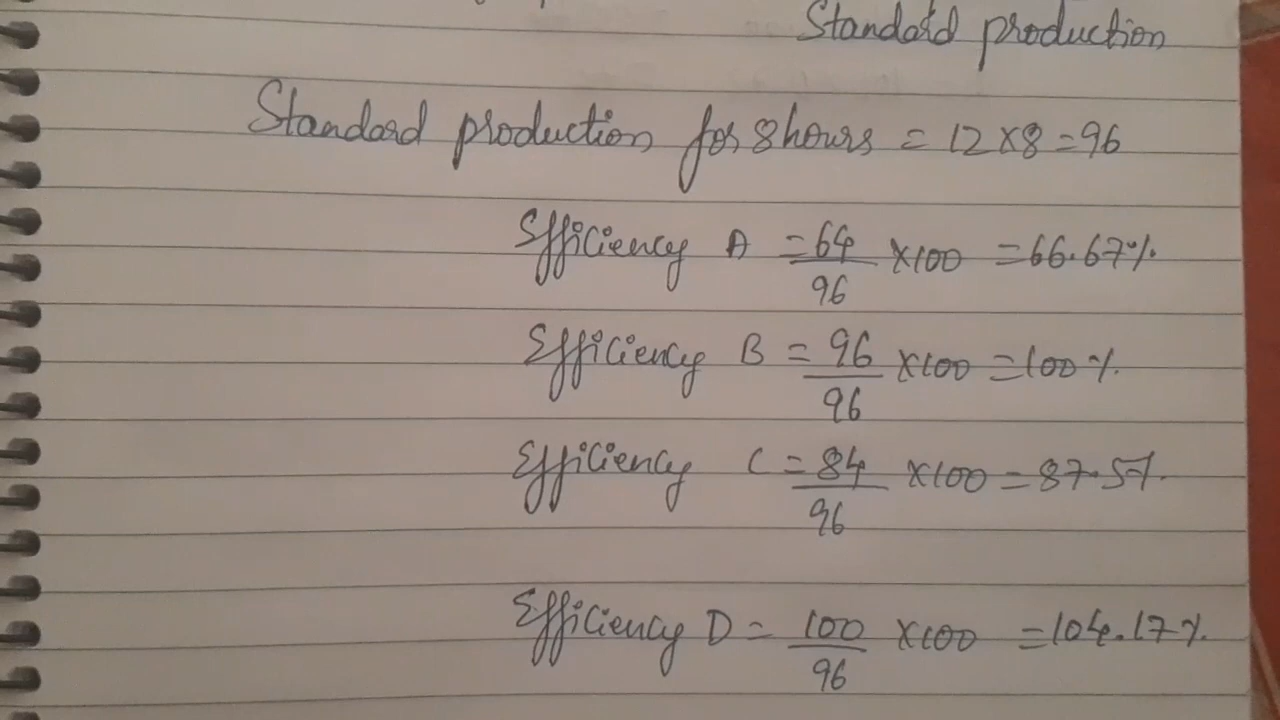 Standard production
Standard production for 8 hours = 12 × 8 = 96
Efficiency A = 64/96 × 100 = 66.67%
Efficiency B = 96/96 × 100 = 100%
Efficiency C = 84/96 × 100 = 87.5%
Efficiency D = 100/96 × 100 = 104.17%